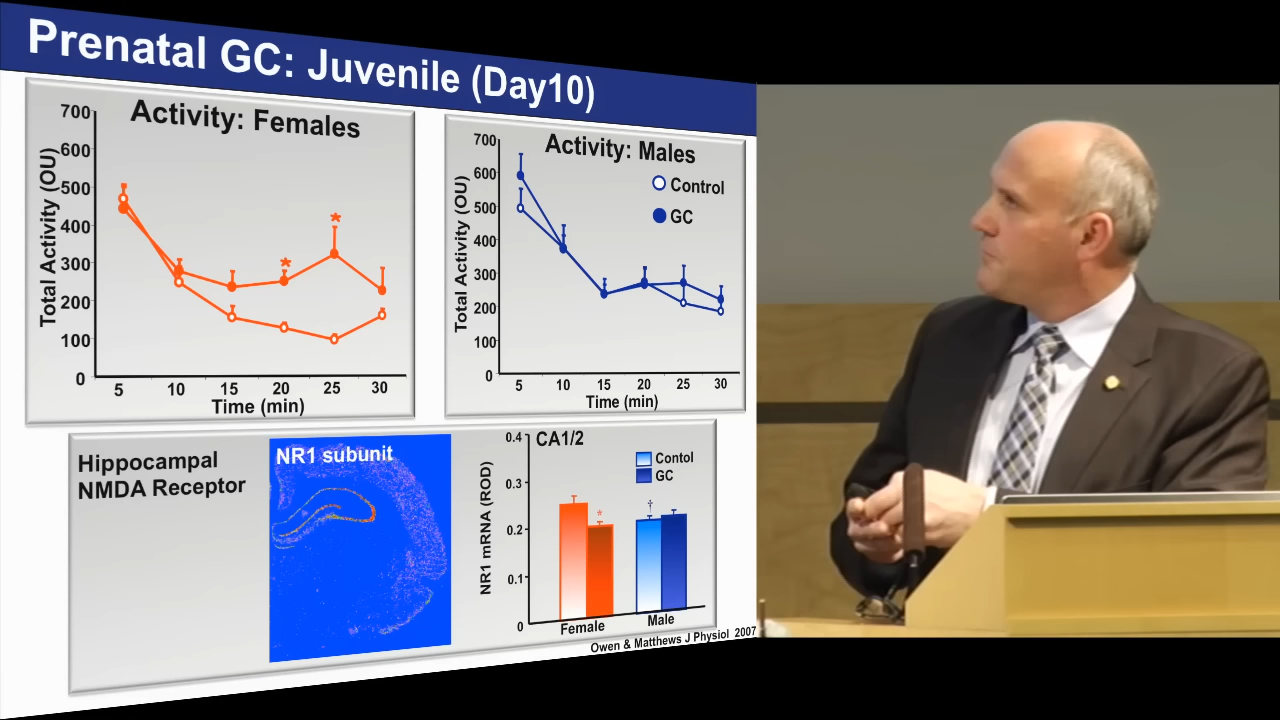 Prenatal GC: Juvenile (Day10)
Activity: Females
700
600
500
400
300
200
100
0
Total Activity (OU)
*
*
5 10 15 20 25 30
Time (min)
Activity: Males
700
600
500
400
300
200
100
0
Total Activity (OU)
Control
GC
5 10 15 20 25 30
Time (min)
Hippocampal
NMDA Receptor
NR1 subunit
CA1/2
0.4
0.3
0.2
0.1
0
NR1 mRNA (ROD)
Contol
GC
*
†
Female Male
Owen & Matthews J Physiol 2007